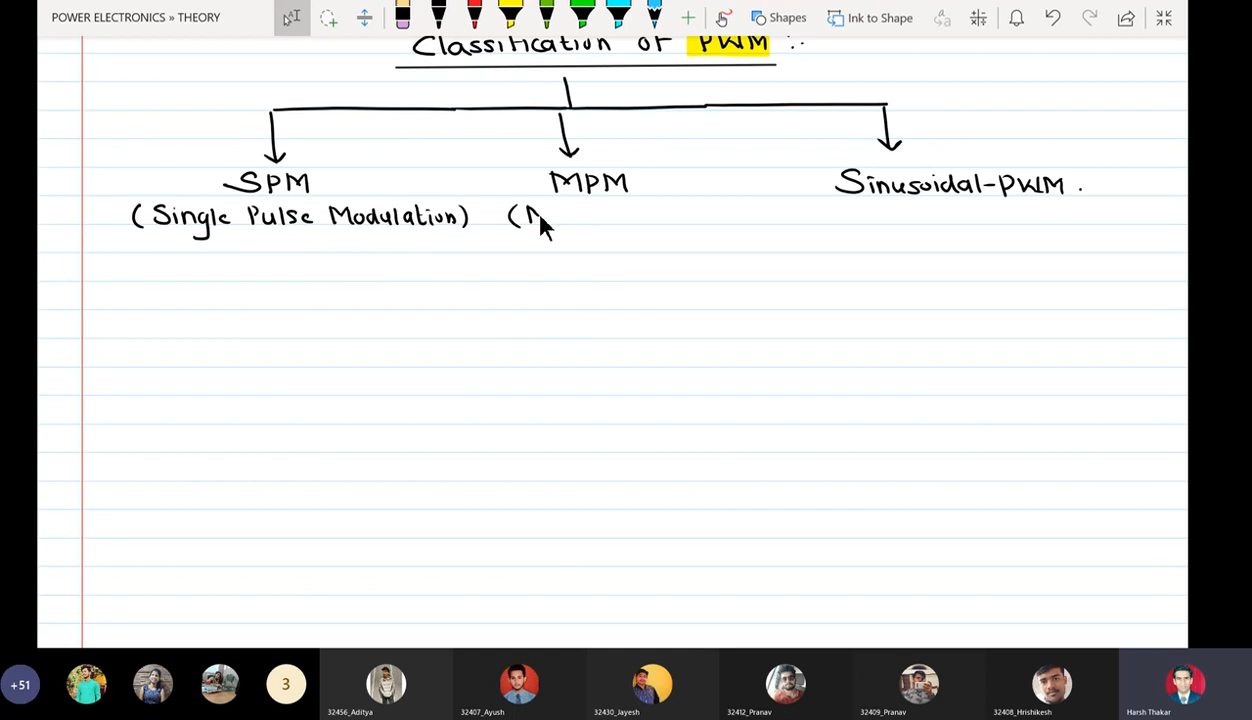 POWER ELECTRONICS » THEORY
Shapes
Ink to Shape
Classification of PWM :
SPM MPM Sinusoidal-PWM.
(Single Pulse Modulation) (M
+51
3
32456_Aditya
32407_Ayush
32430_Jayesh
32412_Pranav
32409_Pranav
32408_Hrishikesh
Harsh Thakar